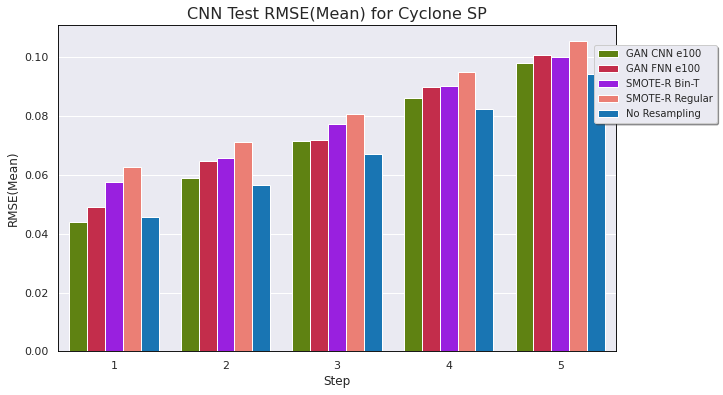 CNN Test RMSE(Mean) for Cyclone SP
GAN CNN e100
GAN FNN e100
SMOTE-R Bin-T
SMOTE-R Regular
No Resampling
RMSE(Mean)
0.10
0.08
0.06
0.04
0.02
0.00
1 2 3 4 5
Step